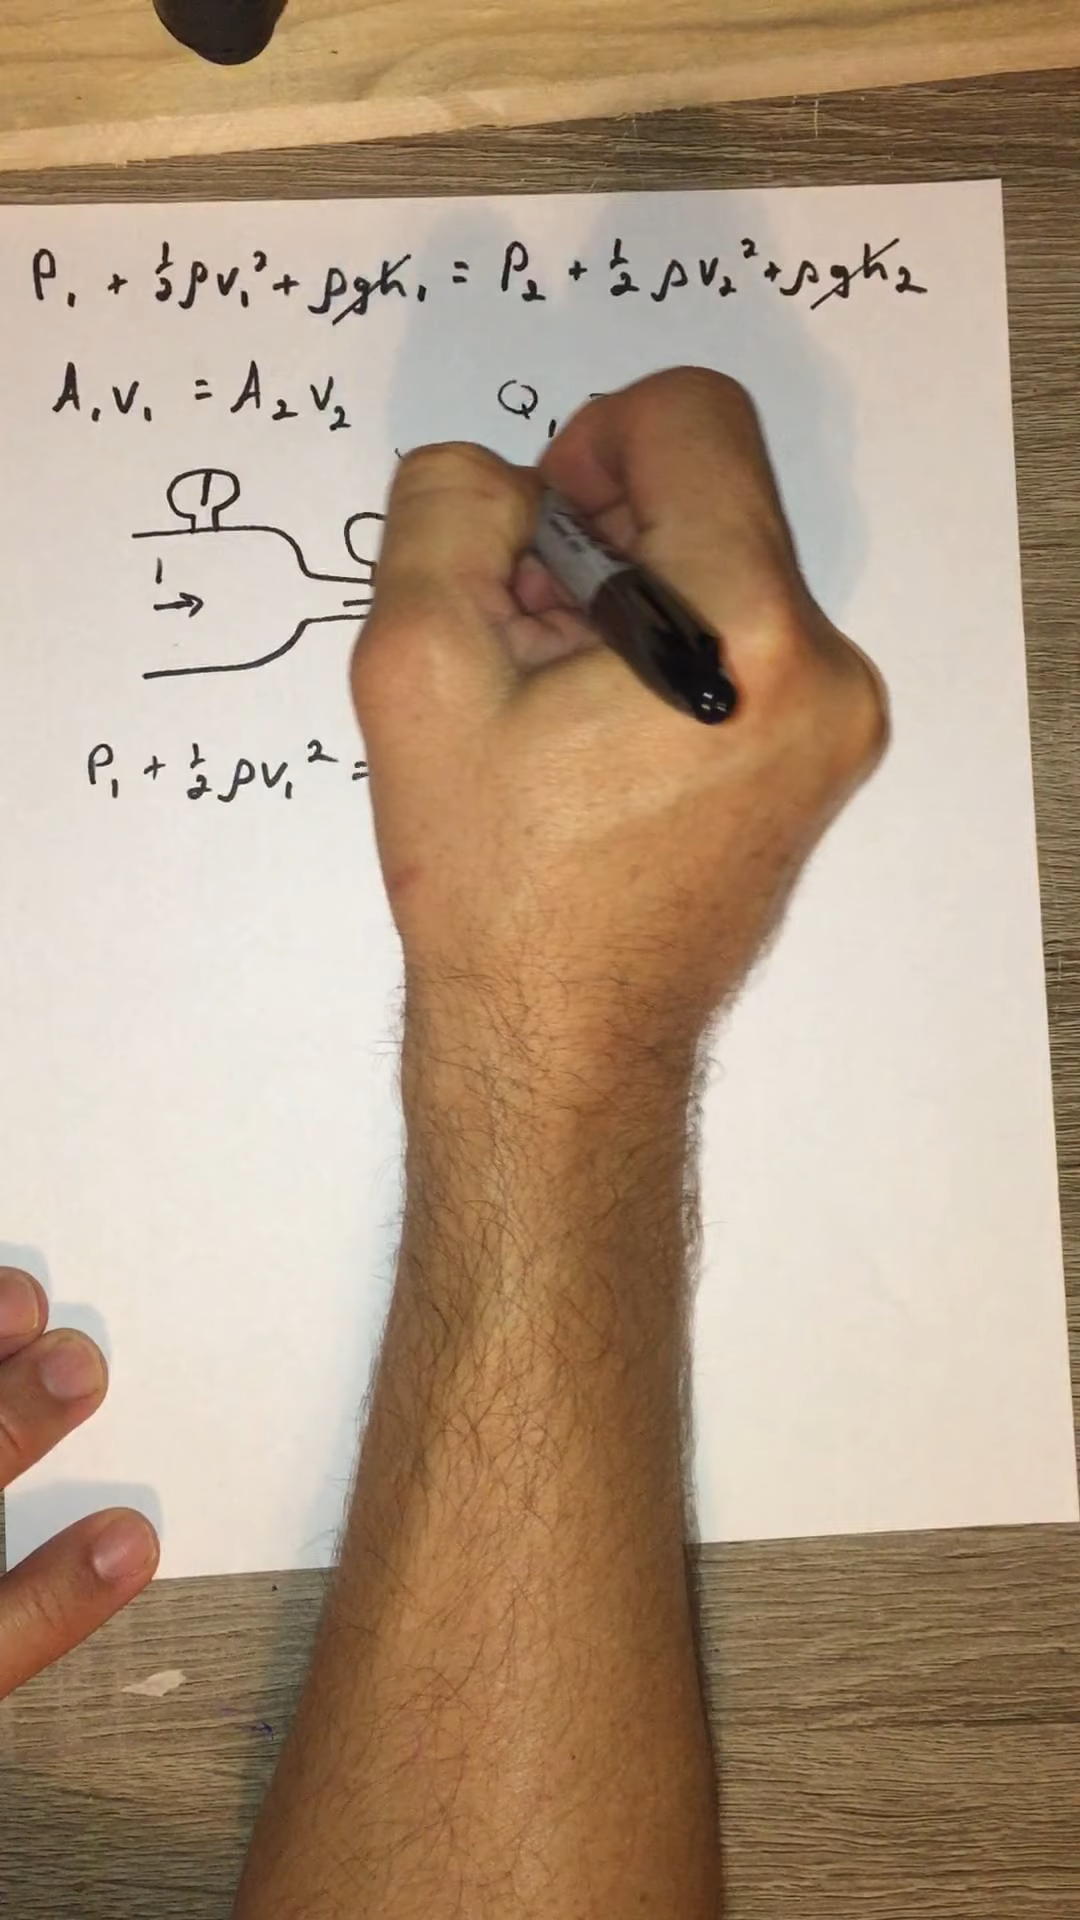 P₁ + ½ρv₁² + ρgh₁ = P₂ + ½ρv₂² + ρgh₂
A₁v₁ = A₂v₂ Q₁
1
P₁ + ½ρv₁² =